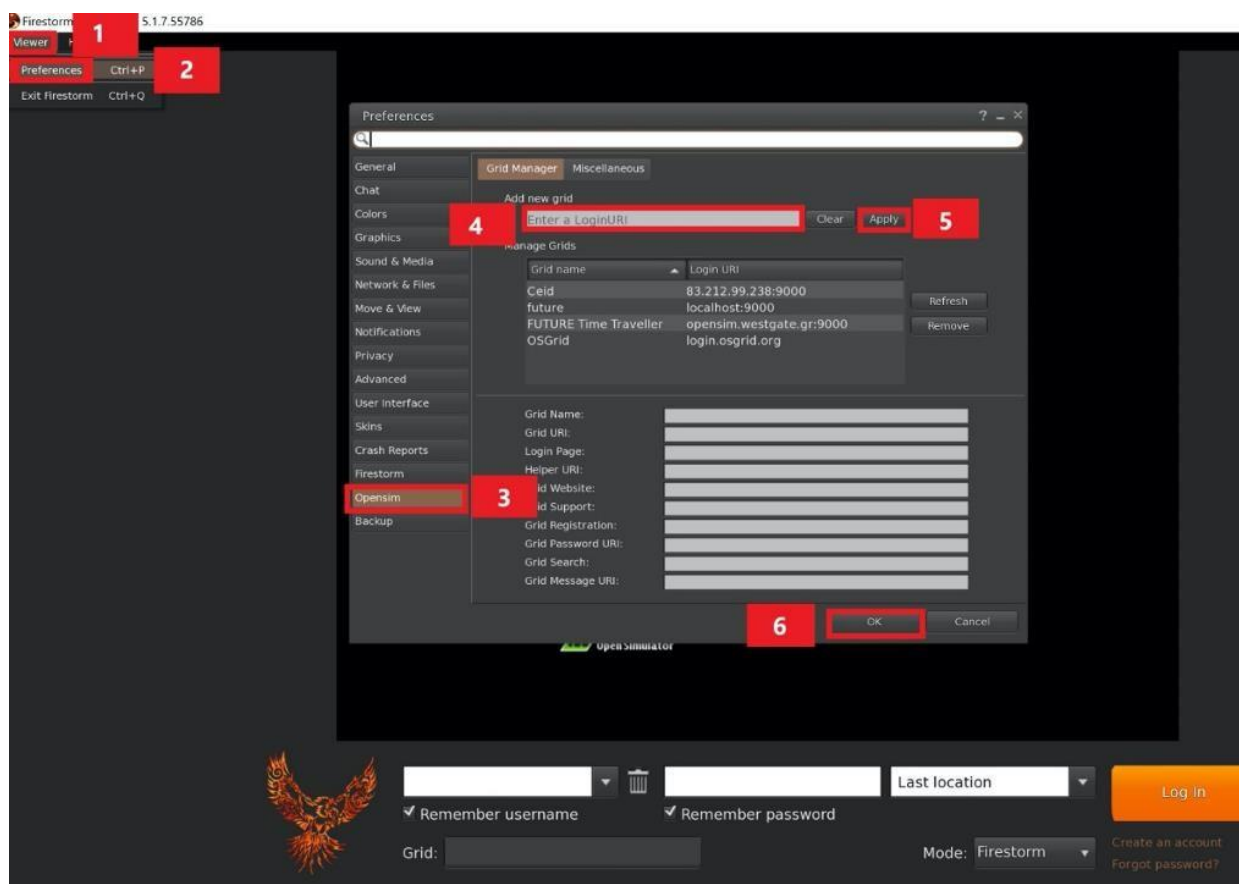 Firestorm 5.1.7.55786
1
Viewer
Preferences Ctrl+P
2
Exit Firestorm Ctrl+Q
Preferences ? _ ×
General
Chat
Colors
Graphics
Sound & Media
Network & Files
Move & View
Notifications
Privacy
Advanced
User Interface
Skins
Crash Reports
Firestorm
Opensim
Backup
3
Grid Manager Miscellaneous
Add new grid
4
Enter a LoginURI Clear Apply
5
Manage Grids
Grid name Login URI
Ceid 83.212.99.238:9000
future localhost:9000
FUTURE Time Traveller opensim.westgate.gr:9000
OSGrid login.osgrid.org
Refresh
Remove
Grid Name:
Grid URI:
Login Page:
Helper URI:
id Website:
id Support:
Grid Registration:
Grid Password URI:
Grid Search:
Grid Message URI:
6
OK Cancel
OpenSimulator
Last location
Log In
Remember username Remember password
Grid: Mode: Firestorm
Create an account
Forgot password?